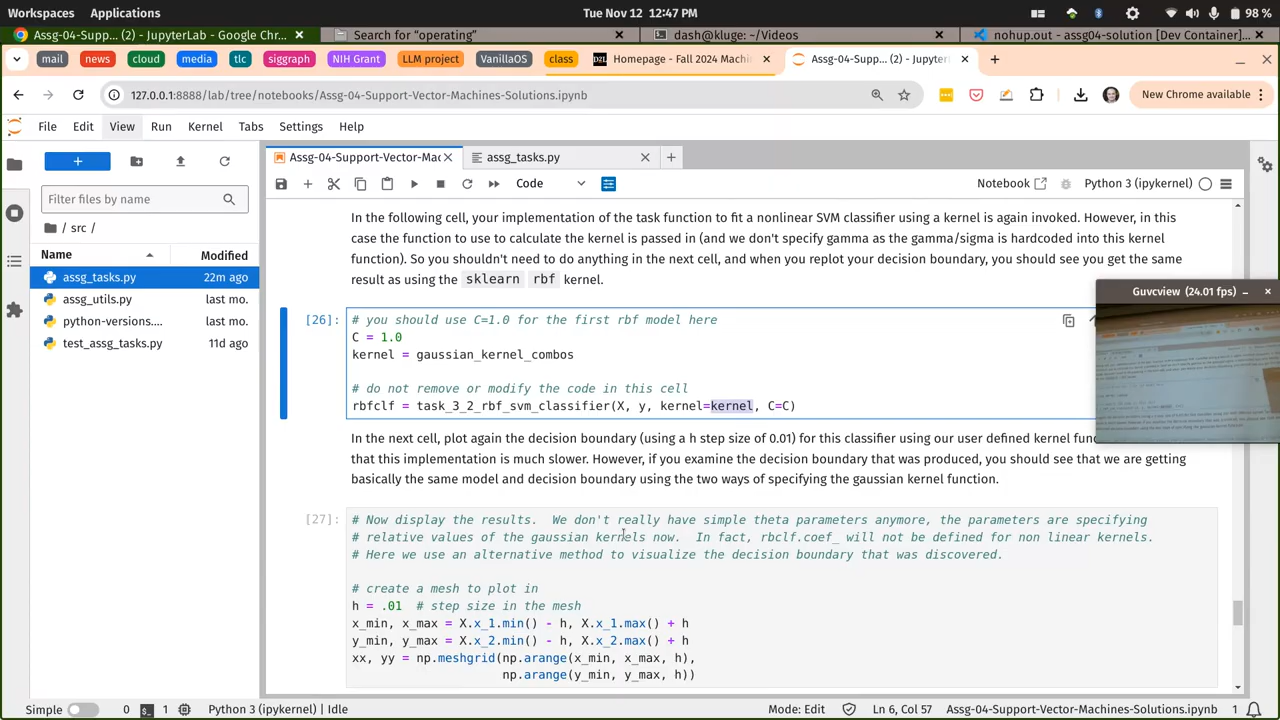 Workspaces Applications Tue Nov 12 12:47 PM 98 %
Assg-04-Supp... (2) - JupyterLab - Google Chr... Search for “operating” dash@kluge: ~/Videos nohup.out - assg04-solution [Dev Container]...
mail news cloud media tlc siggraph NIH Grant LLM project VanillaOS class DZL Homepage - Fall 2024 Machin Assg-04-Supp... (2) - Jupyterl
127.0.0.1:8888/lab/tree/notebooks/Assg-04-Support-Vector-Machines-Solutions.ipynb New Chrome available
File Edit View Run Kernel Tabs Settings Help
Assg-04-Support-Vector-Mac assg_tasks.py
Code Notebook Python 3 (ipykernel)
Filter files by name
/ src /
Name Modified
assg_tasks.py 22m ago
assg_utils.py last mo.
python-versions.... last mo.
test_assg_tasks.py 11d ago
In the following cell, your implementation of the task function to fit a nonlinear SVM classifier using a kernel is again invoked. However, in this
case the function to use to calculate the kernel is passed in (and we don't specify gamma as the gamma/sigma is hardcoded into this kernel
function). So you shouldn't need to do anything in the next cell, and when you replot your decision boundary, you should see you get the same
result as using the sklearn rbf kernel.
Guvcview (24.01 fps)
[26]: # you should use C=1.0 for the first rbf model here
C = 1.0
kernel = gaussian_kernel_combos
# do not remove or modify the code in this cell
rbfclf = task_3_2_rbf_svm_classifier(X, y, kernel=kernel, C=C)
In the next cell, plot again the decision boundary (using a h step size of 0.01) for this classifier using our user defined kernel func
that this implementation is much slower. However, if you examine the decision boundary that was produced, you should see that we are getting
basically the same model and decision boundary using the two ways of specifying the gaussian kernel function.
[27]: # Now display the results.  We don't really have simple theta parameters anymore, the parameters are specifying
# relative values of the gaussian kernels now.  In fact, rbclf.coef_ will not be defined for non linear kernels.
# Here we use an alternative method to visualize the decision boundary that was discovered.
# create a mesh to plot in
h = .01  # step size in the mesh
x_min, x_max = X.x_1.min() - h, X.x_1.max() + h
y_min, y_max = X.x_2.min() - h, X.x_2.max() + h
xx, yy = np.meshgrid(np.arange(x_min, x_max, h),
np.arange(y_min, y_max, h))
Simple 0 1 Python 3 (ipykernel) | Idle Mode: Edit Ln 6, Col 57 Assg-04-Support-Vector-Machines-Solutions.ipynb 1